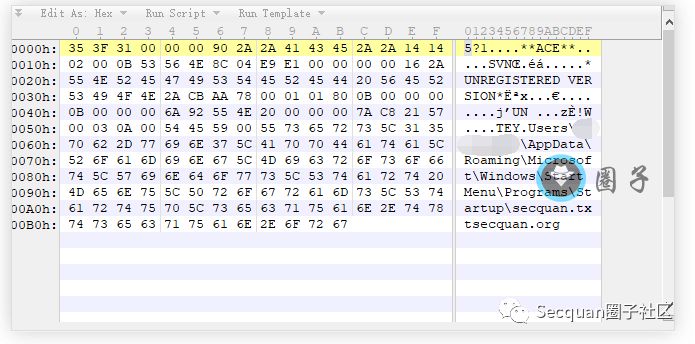 Edit As: Hex Run Script Run Template
0 1 2 3 4 5 6 7 8 9 A B C D E F 0123456789ABCDEF
0000h: 35 3F 31 00 00 00 90 2A 2A 41 43 45 2A 2A 14 14 5?1....**ACE**..
0010h: 02 00 0B 53 56 4E 8C 04 E9 E1 00 00 00 00 16 2A ...SVNŒ.éá.....*
0020h: 55 4E 52 45 47 49 53 54 45 52 45 44 20 56 45 52 UNREGISTERED VER
0030h: 53 49 4F 4E 2A CB AA 78 00 01 01 80 0B 00 00 00 SION*Ëªx...€....
0040h: 0B 00 00 00 6A 92 55 4E 20 00 00 00 7A C8 21 57 ....j’UN ...zÈ!W
0050h: 00 03 0A 00 54 45 59 00 55 73 65 72 73 5C 31 35 ....TEY.Users\
0060h: 70 62 2D 77 69 6E 37 5C 41 70 70 44 61 74 61 5C \AppData\
0070h: 52 6F 61 6D 69 6E 67 5C 4D 69 63 72 6F 73 6F 66 Roaming\Microsof
0080h: 74 5C 57 69 6E 64 6F 77 73 5C 53 74 61 72 74 20 t\Windows\Start
0090h: 4D 65 6E 75 5C 50 72 6F 67 72 61 6D 73 5C 53 74 Menu\Programs\St
00A0h: 61 72 74 75 70 5C 73 65 63 71 75 61 6E 2E 74 78 artup\secquan.tx
00B0h: 74 73 65 63 71 75 61 6E 2E 6F 72 67 tsecquan.org
圈子
Secquan圈子社区